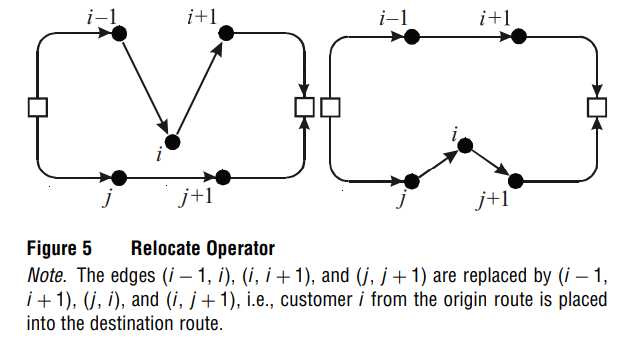 i–1 i+1 i–1 i+1
i i
j j+1 j j+1
Figure 5 Relocate Operator
Note. The edges (i – 1, i), (i, i + 1), and (j, j + 1) are replaced by (i – 1,
i + 1), (j, i), and (i, j + 1), i.e., customer i from the origin route is placed
into the destination route.